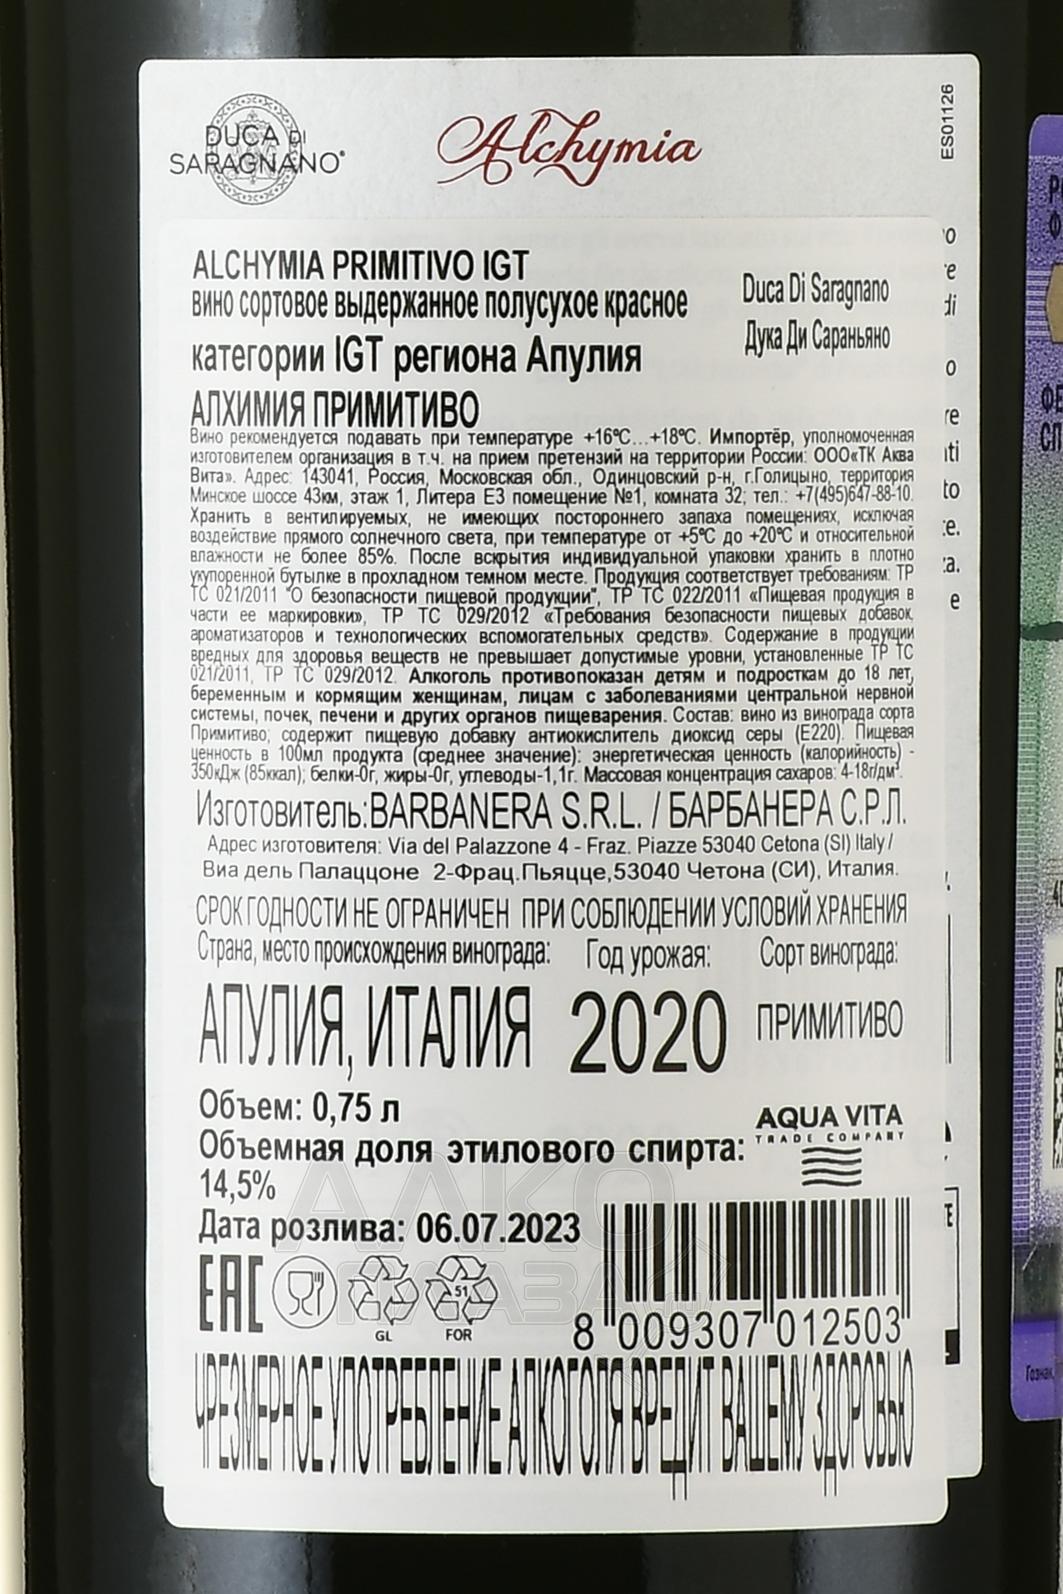 DUCA DI
SARAGNANO®
Alchymia
ES01126
ALCHYMIA PRIMITIVO IGT
вино сортовое выдержанное полусухое красное
категории IGT региона Апулия
АЛХИМИЯ ПРИМИТИВО
Duca Di Saragnano
Дука Ди Сараньяно
Вино рекомендуется подавать при температуре +16°С...+18°С. Импортёр, уполномоченная
изготовителем организация в т.ч. на прием претензий на территории России: ООО«ТК Аква
Вита». Адрес: 143041, Россия, Московская обл., Одинцовский р-н, г.Голицыно, территория
Минское шоссе 43км, этаж 1, Литера Е3 помещение №1, комната 32; тел.: +7(495)647-88-10.
Хранить в вентилируемых, не имеющих постороннего запаха помещениях, исключая
воздействие прямого солнечного света, при температуре от +5°С до +20°С и относительной
влажности не более 85%. После вскрытия индивидуальной упаковки хранить в плотно
укупоренной бутылке в прохладном темном месте. Продукция соответствует требованиям: ТР
ТС 021/2011 "О безопасности пищевой продукции", ТР ТС 022/2011 «Пищевая продукция в
части ее маркировки», ТР ТС 029/2012 «Требования безопасности пищевых добавок,
ароматизаторов и технологических вспомогательных средств». Содержание в продукции
вредных для здоровья веществ не превышает допустимые уровни, установленные ТР ТС
021/2011, ТР ТС 029/2012. Алкоголь противопоказан детям и подросткам до 18 лет,
беременным и кормящим женщинам, лицам с заболеваниями центральной нервной
системы, почек, печени и других органов пищеварения. Состав: вино из винограда сорта
Примитиво; содержит пищевую добавку антиокислитель диоксид серы (Е220). Пищевая
ценность в 100мл продукта (среднее значение): энергетическая ценность (калорийность) -
350кДж (85ккал); белки-0г, жиры-0г, углеводы-1,1г. Массовая концентрация сахаров: 4-18г/дм³.
Изготовитель:BARBANERA S.R.L. / БАРБАНЕРА С.Р.Л.
Адрес изготовителя: Via del Palazzone 4 - Fraz. Piazze 53040 Cetona (SI) Italy /
Виа дель Палаццоне 2-Фрац.Пьяцце,53040 Четона (СИ), Италия.
СРОК ГОДНОСТИ НЕ ОГРАНИЧЕН ПРИ СОБЛЮДЕНИИ УСЛОВИЙ ХРАНЕНИЯ
Страна, место происхождения винограда: Год урожая: Сорт винограда:
АПУЛИЯ, ИТАЛИЯ 2020 ПРИМИТИВО
Объем: 0,75 л
Объемная доля этилового спирта:
14,5%
AQUA VITA
TRADE COMPANY
Дата розлива: 06.07.2023
EAC
GL
51
FOR
8 009307 012503
ЧРЕЗМЕРНОЕ УПОТРЕБЛЕНИЕ АЛКОГОЛЯ ВРЕДИТ ВАШЕМУ ЗДОРОВЬЮ